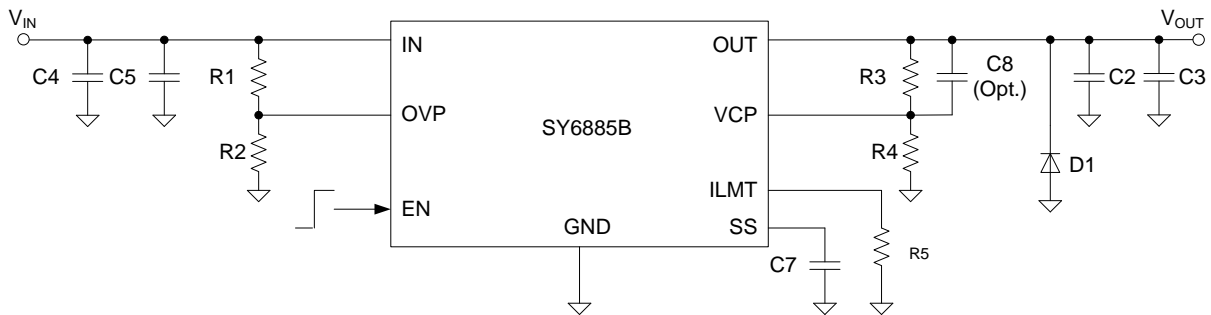 VIN
VOUT
IN
OUT
C4
C5
R1
R3
C8
(Opt.)
C2
C3
OVP
SY6885B
VCP
R2
R4
D1
ILMT
EN
GND
SS
C7
R5